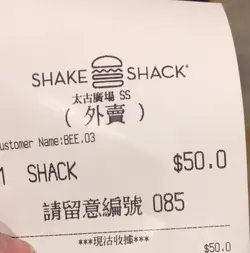 SHAKE SHACK®
太古廣場 SS
( 外賣 )
ustomer Name:BEE.03
1 SHACK $50.0
請留意編號 085
***現沽收據***
$50.0